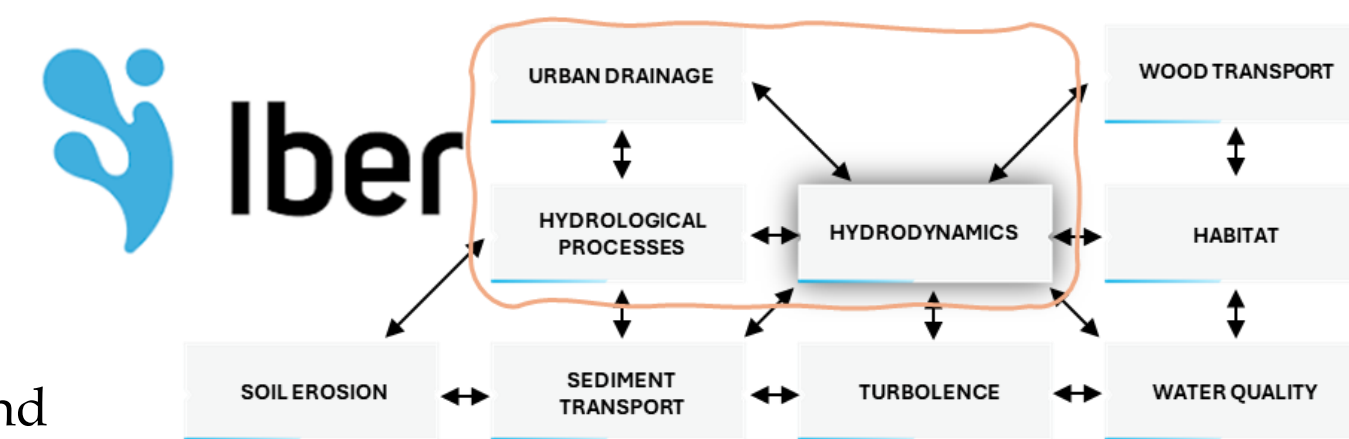 Iber
URBAN DRAINAGE
WOOD TRANSPORT
HYDROLOGICAL
PROCESSES
HYDRODYNAMICS
HABITAT
SOIL EROSION
SEDIMENT
TRANSPORT
TURBOLENCE
WATER QUALITY
nd